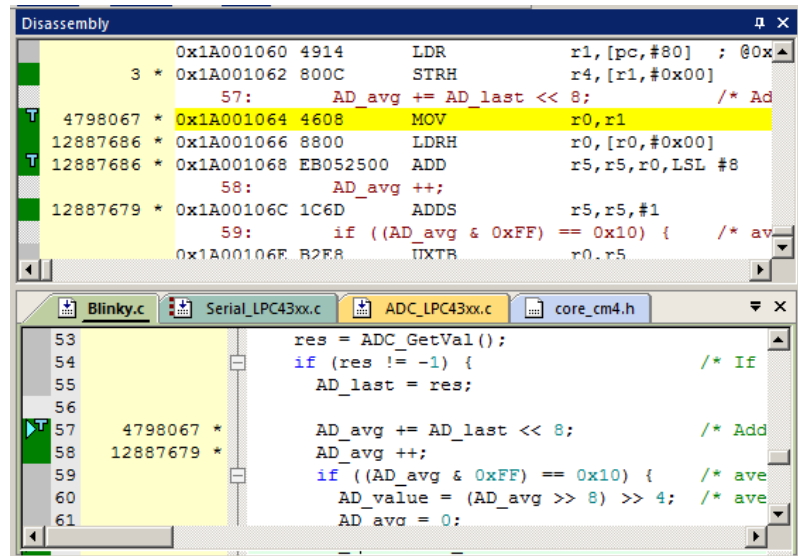 Disassembly
0x1A001060 4914 LDR r1,[pc,#80] ; @0x
3 * 0x1A001062 800C STRH r4,[r1,#0x00]
57: AD_avg += AD_last << 8; /* Ad
4798067 * 0x1A001064 4608 MOV r0,r1
12887686 * 0x1A001066 8800 LDRH r0,[r0,#0x00]
12887686 * 0x1A001068 EB052500 ADD r5,r5,r0,LSL #8
58: AD_avg ++;
12887679 * 0x1A00106C 1C6D ADDS r5,r5,#1
59: if ((AD_avg & 0xFF) == 0x10) { /* av
0x1A00106E B2E8 UXTB r0,r5
Blinky.c Serial_LPC43xx.c ADC_LPC43xx.c core_cm4.h
53 res = ADC_GetVal();
54 if (res != -1) { /* If
55 AD_last = res;
56
57 4798067 * AD_avg += AD_last << 8; /* Add
58 12887679 * AD_avg ++;
59 if ((AD_avg & 0xFF) == 0x10) { /* ave
60 AD_value = (AD_avg >> 8) >> 4; /* ave
61 AD_avg = 0;